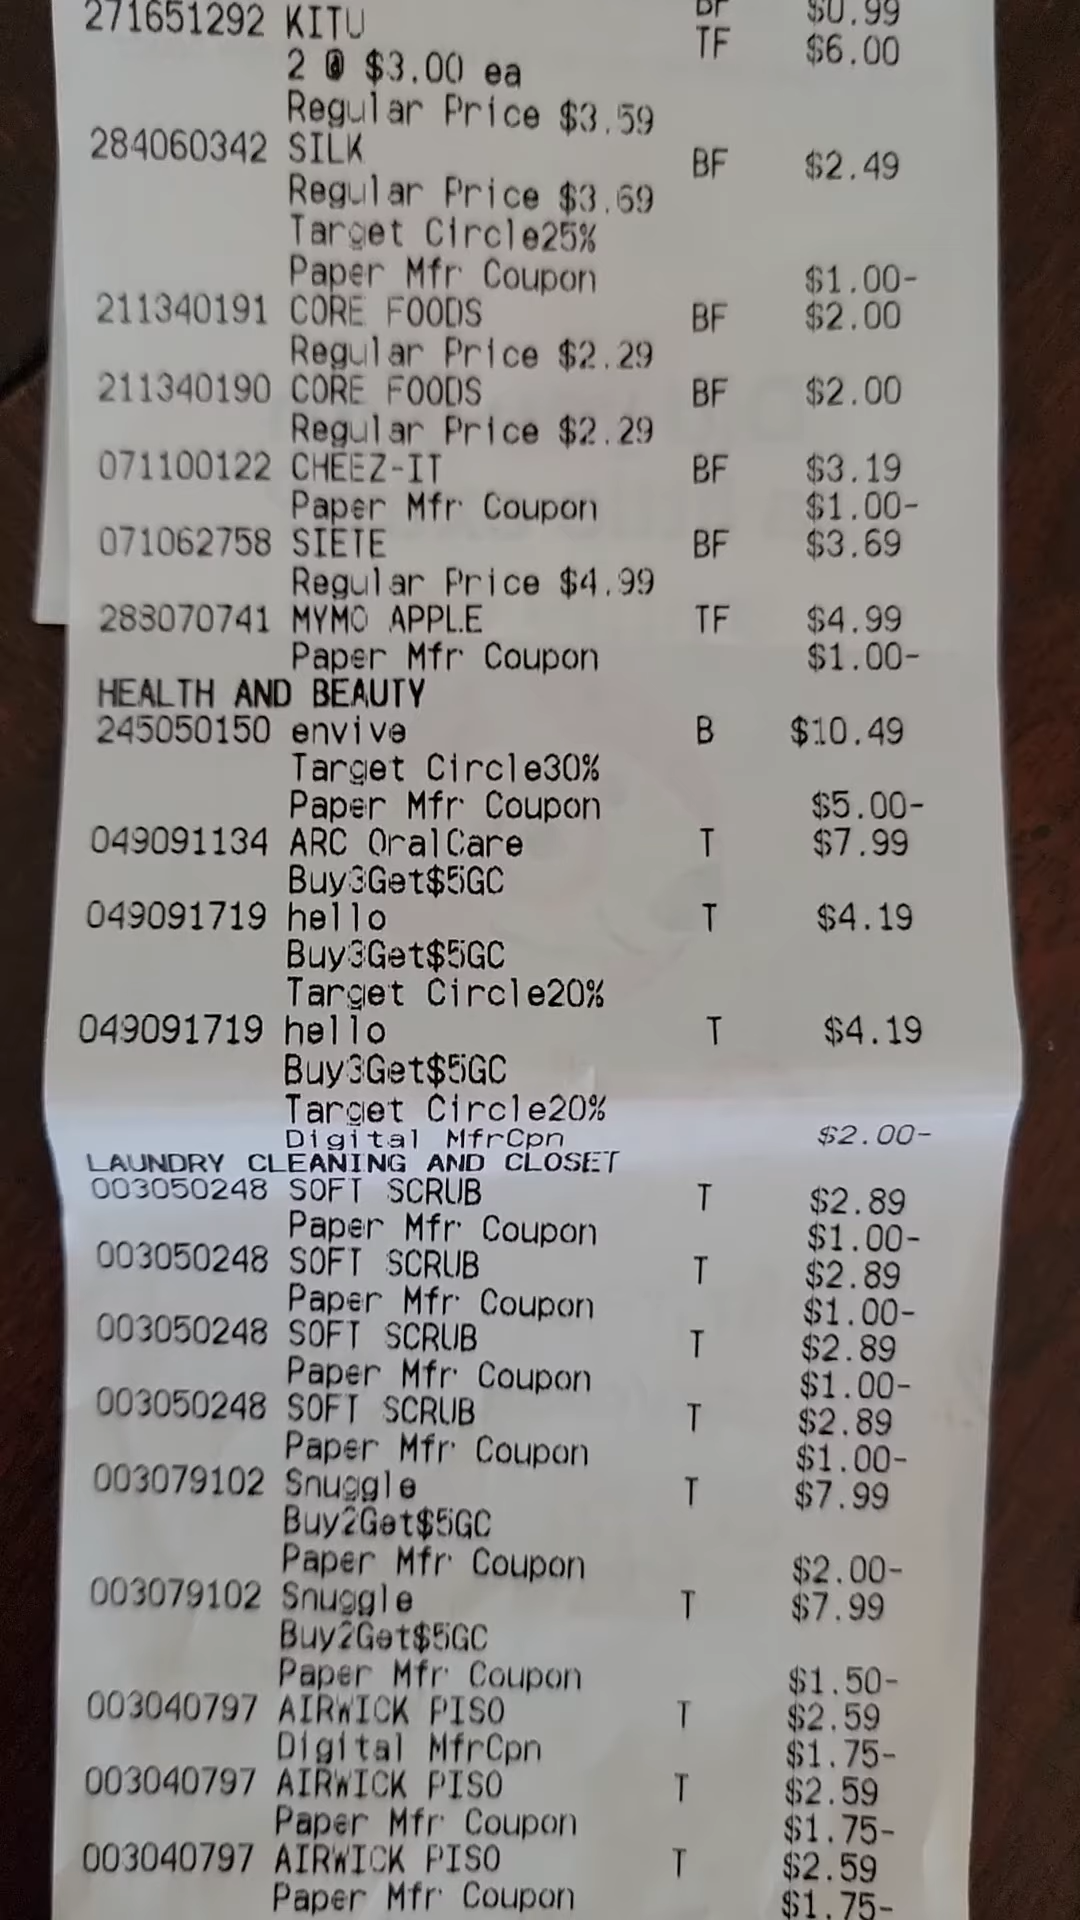 BF $0.99
271651292 KITU TF $6.00
2 @ $3.00 ea
Regular Price $3.59
284060342 SILK BF $2.49
Regular Price $3.69
Target Circle25%
Paper Mfr Coupon $1.00-
211340191 CORE FOODS BF $2.00
Regular Price $2.29
211340190 CORE FOODS BF $2.00
Regular Price $2.29
071100122 CHEEZ-IT BF $3.19
Paper Mfr Coupon $1.00-
071062758 SIETE BF $3.69
Regular Price $4.99
288070741 MYMO APPLE TF $4.99
Paper Mfr Coupon $1.00-
HEALTH AND BEAUTY
245050150 envive B $10.49
Target Circle30%
Paper Mfr Coupon $5.00-
049091134 ARC OralCare T $7.99
Buy3Get$5GC
049091719 hello T $4.19
Buy3Get$5GC
Target Circle20%
049091719 hello T $4.19
Buy3Get$5GC
Target Circle20%
Digital MfrCpn $2.00-
LAUNDRY CLEANING AND CLOSET
003050248 SOFT SCRUB T $2.89
Paper Mfr Coupon $1.00-
003050248 SOFT SCRUB T $2.89
Paper Mfr Coupon $1.00-
003050248 SOFT SCRUB T $2.89
Paper Mfr Coupon $1.00-
003050248 SOFT SCRUB T $2.89
Paper Mfr Coupon $1.00-
003079102 Snuggle T $7.99
Buy2Get$5GC
Paper Mfr Coupon $2.00-
003079102 Snuggle T $7.99
Buy2Get$5GC
Paper Mfr Coupon $1.50-
003040797 AIRWICK PISO T $2.59
Digital MfrCpn $1.75-
003040797 AIRWICK PISO T $2.59
Paper Mfr Coupon $1.75-
003040797 AIRWICK PISO T $2.59
Paper Mfr Coupon $1.75-